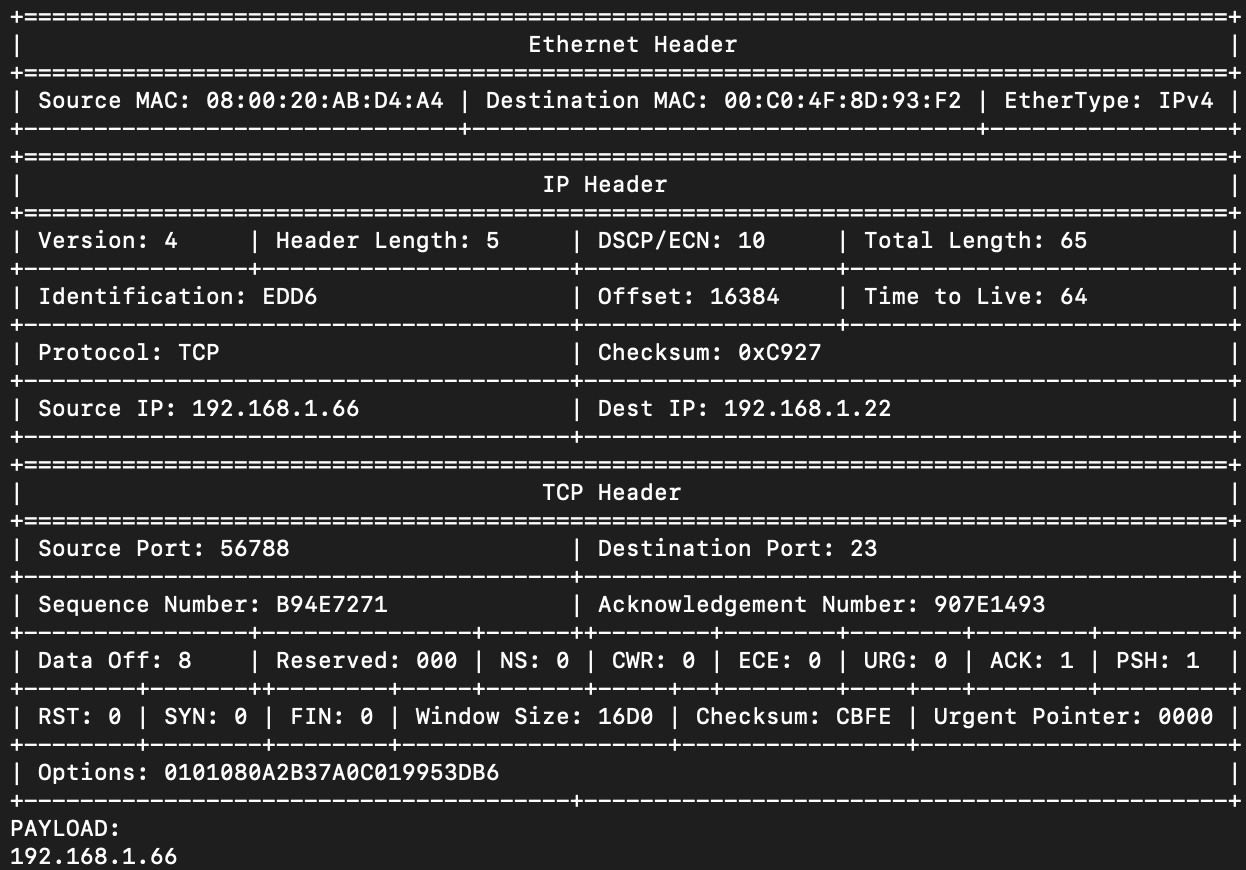 Ethernet Header
Source MAC: 08:00:20:AB:D4:A4 | Destination MAC: 00:C0:4F:8D:93:F2 | EtherType: IPv4
IP Header
Version: 4 | Header Length: 5 | DSCP/ECN: 10 | Total Length: 65
Identification: EDD6 | Offset: 16384 | Time to Live: 64
Protocol: TCP | Checksum: 0xC927
Source IP: 192.168.1.66 | Dest IP: 192.168.1.22
TCP Header
Source Port: 56788 | Destination Port: 23
Sequence Number: B94E7271 | Acknowledgement Number: 907E1493
Data Off: 8 | Reserved: 000 | NS: 0 | CWR: 0 | ECE: 0 | URG: 0 | ACK: 1 | PSH: 1
RST: 0 | SYN: 0 | FIN: 0 | Window Size: 16D0 | Checksum: CBFE | Urgent Pointer: 0000
Options: 0101080A2B37A0C019953DB6
PAYLOAD:
192.168.1.66